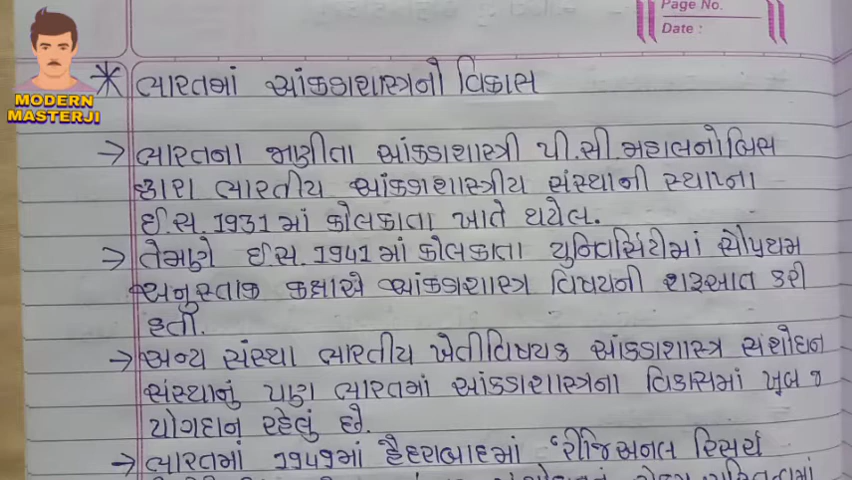 Page No.
Date :
MODERN
MASTERJI
* ભારતમાં આંકડાશાસ્ત્રનો વિકાસ
→ ભારતના જાણીતા આંકડાશાસ્ત્રી પી.સી. મહાલનોબિસ
દ્વારા ભારતીય આંકડાશાસ્ત્રીય સંસ્થાની સ્થાપના
ઈ.સ. 1931 માં કોલકાતા ખાતે થયેલ.
→ તેમણે ઈ.સ. 1941 માં કોલકાતા યુનિવર્સિટીમાં સૌપ્રથમ
અનુસ્તાક કક્ષાએ આંકડાશાસ્ત્ર વિષયની શરૂઆત કરી
હતી.
→ અન્ય સંસ્થા ભારતીય ખેતીવિષયક આંકડાશાસ્ત્ર સંશોધન
સંસ્થાનું પણ ભારતમાં આંકડાશાસ્ત્રના વિકાસમાં ખૂબ જ
યોગદાન રહેલું છે.
→ ભારતમાં 1949માં હૈદરાબાદમાં ‘રીજિઅનલ રિસર્ચ